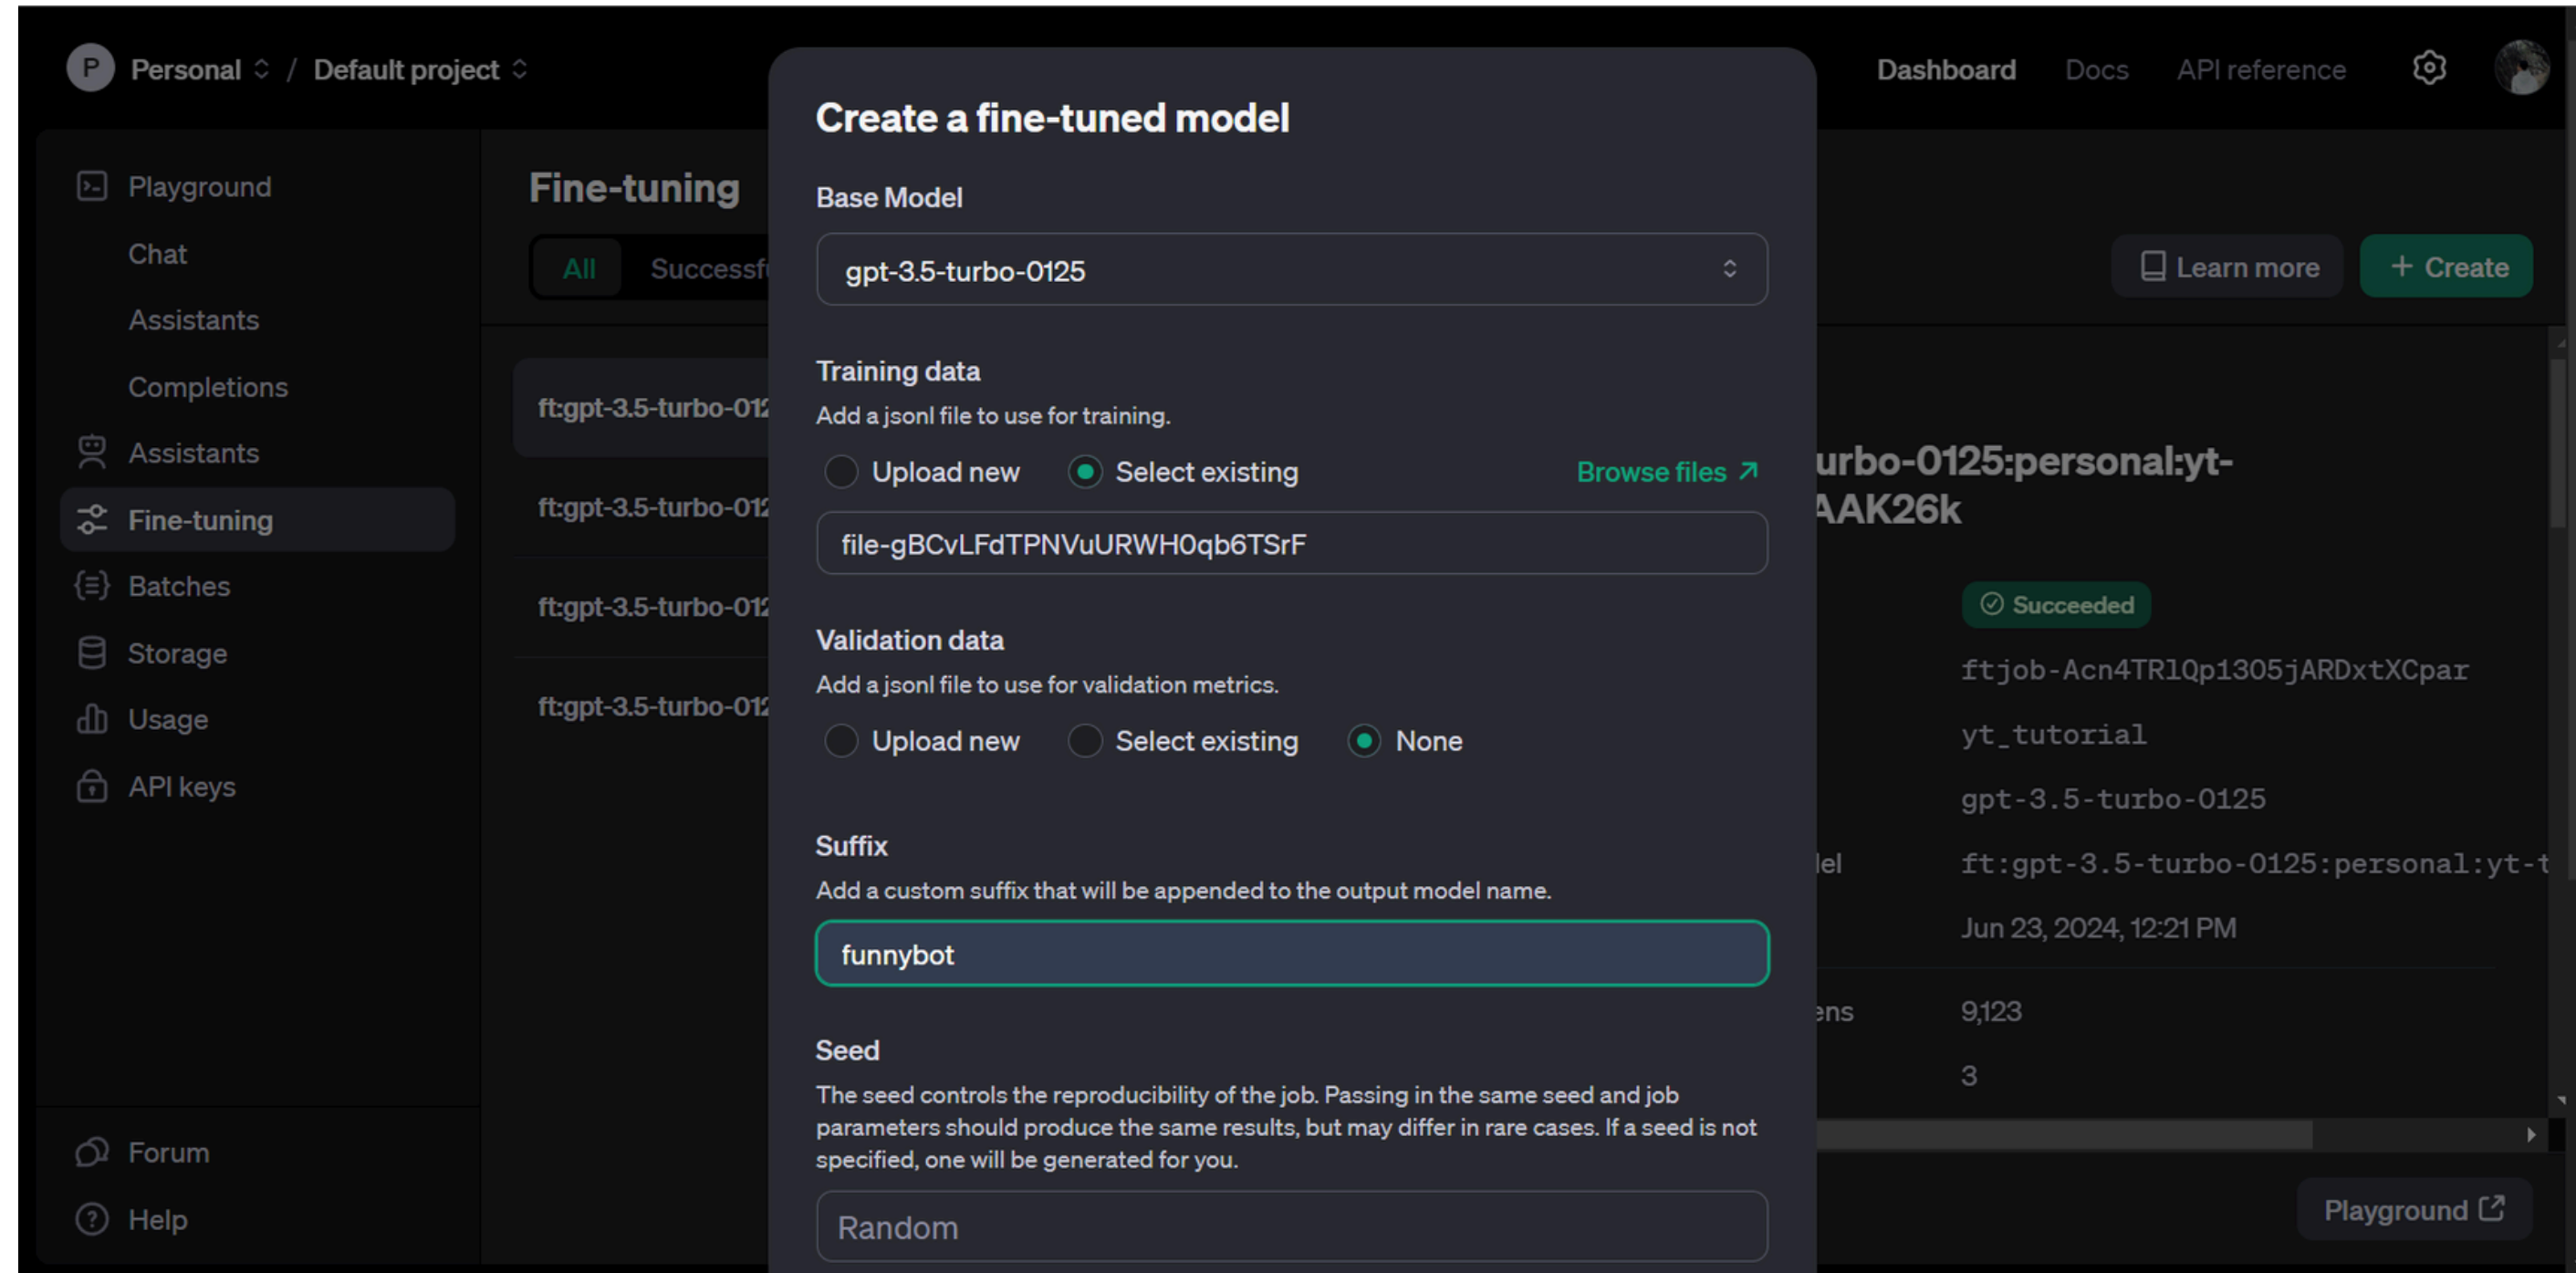 P Personal / Default project
Dashboard Docs API reference
Playground
Chat
Assistants
Completions
Assistants
Fine-tuning
Batches
Storage
Usage
API keys
Forum
Help
Fine-tuning
All Successf
ft:gpt-3.5-turbo-012
ft:gpt-3.5-turbo-012
ft:gpt-3.5-turbo-012
ft:gpt-3.5-turbo-012
Create a fine-tuned model
Base Model
gpt-3.5-turbo-0125
Training data
Add a jsonl file to use for training.
Upload new Select existing Browse files
file-gBCvLFdTPNVuURWH0qb6TSrF
Validation data
Add a jsonl file to use for validation metrics.
Upload new Select existing None
Suffix
Add a custom suffix that will be appended to the output model name.
funnybot
Seed
The seed controls the reproducibility of the job. Passing in the same seed and job
parameters should produce the same results, but may differ in rare cases. If a seed is not
specified, one will be generated for you.
Random
Learn more + Create
urbo-0125:personal:yt-
AAK26k
Succeeded
ftjob-Acn4TRlQp13O5jARDxtXCpar
yt_tutorial
gpt-3.5-turbo-0125
del ft:gpt-3.5-turbo-0125:personal:yt-t
Jun 23, 2024, 12:21 PM
ens 9,123
3
Playground